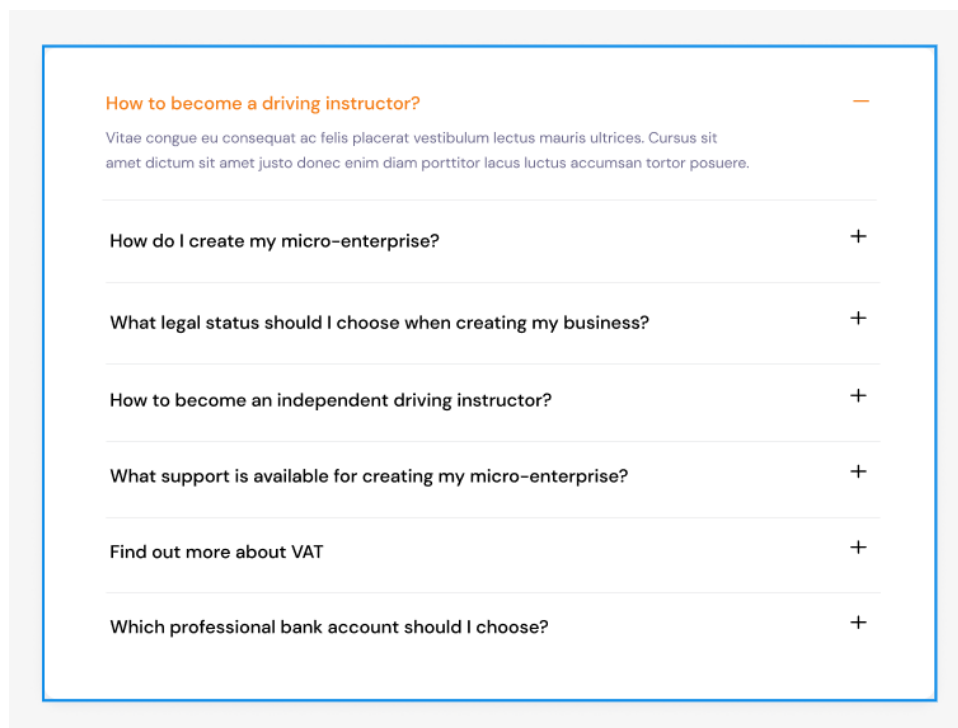 How to become a driving instructor?
Vitae congue eu consequat ac felis placerat vestibulum lectus mauris ultrices. Cursus sit
amet dictum sit amet justo donec enim diam porttitor lacus luctus accumsan tortor posuere.
How do I create my micro-enterprise?
What legal status should I choose when creating my business?
How to become an independent driving instructor?
What support is available for creating my micro-enterprise?
Find out more about VAT
Which professional bank account should I choose?